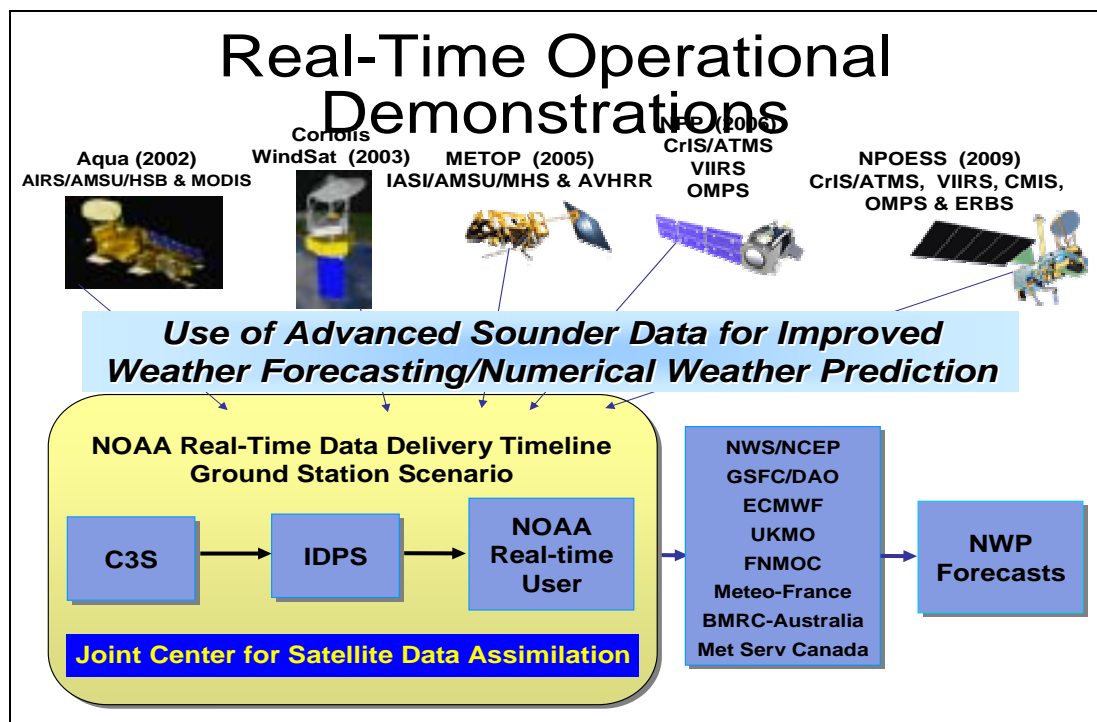 Real-Time Operational
Demonstrations
Aqua (2002)
AIRS/AMSU/HSB & MODIS
Coriolis
WindSat (2003)
METOP (2005)
IASI/AMSU/MHS & AVHRR
NPP (2006)
CrIS/ATMS
VIIRS
OMPS
NPOESS (2009)
CrIS/ATMS, VIIRS, CMIS,
OMPS & ERBS
Use of Advanced Sounder Data for Improved
Weather Forecasting/Numerical Weather Prediction
NOAA Real-Time Data Delivery Timeline
Ground Station Scenario
C3S
IDPS
NOAA
Real-time
User
Joint Center for Satellite Data Assimilation
NWS/NCEP
GSFC/DAO
ECMWF
UKMO
FNMOC
Meteo-France
BMRC-Australia
Met Serv Canada
NWP
Forecasts